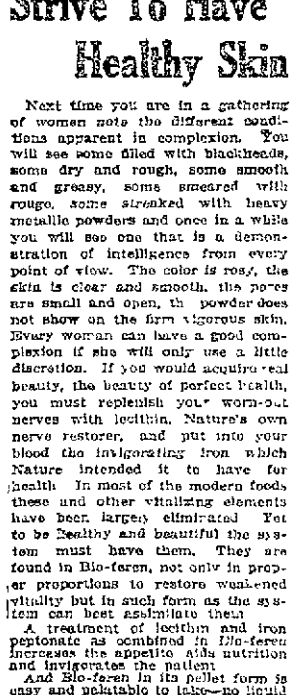 Strive To Have
Healthy Skin
Next time you are in a gathering
of women note the different condi-
tions apparent in complexion. You
will see some filled with blackheads,
some dry and rough, some smooth
and greasy, some smeared with
rouge, some streaked with heavy
metallic powders and once in a while
you will see one that is a demon-
stration of intelligence from every
point of view. The color is rosy, the
skin is clear and smooth, the pores
are small and open, th powder does
not show on the firm vigorous skin.
Every woman can have a good com-
plexion if she will only use a little
discretion. If you would acquire real
beauty, the beauty of perfect health,
you must replenish your worn-out
nerves with lecithin, Nature's own
nerve restorer, and put into your
blood the invigorating iron which
Nature intended it to have for
health In most of the modern foods
these and other vitalizing elements
have been largely eliminated Yet
to be healthy and beautiful the sys-
tem must have them. They are
found in Bio-feren, not only in prop-
er proportions to restore weakened
vitality but in such form as the sys-
tem can best assimilate them
A treatment of lecithin and iron
peptonate as combined in Bio-feren
increases the appetite aids nutrition
and invigorates the patient
And Bio-feren in its pellet form is
easy and palatable to take—no liquid